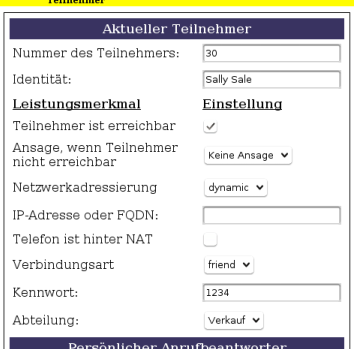 Teilnehmer
Aktueller Teilnehmer
Nummer des Teilnehmers: 30
Identität: Sally Sale
Leistungsmerkmal Einstellung
Teilnehmer ist erreichbar
Ansage, wenn Teilnehmer
nicht erreichbar Keine Ansage
Netzwerkadressierung dynamic
IP-Adresse oder FQDN:
Telefon ist hinter NAT
Verbindungsart friend
Kennwort: 1234
Abteilung: Verkauf
Persönlicher Anrufbeantworter